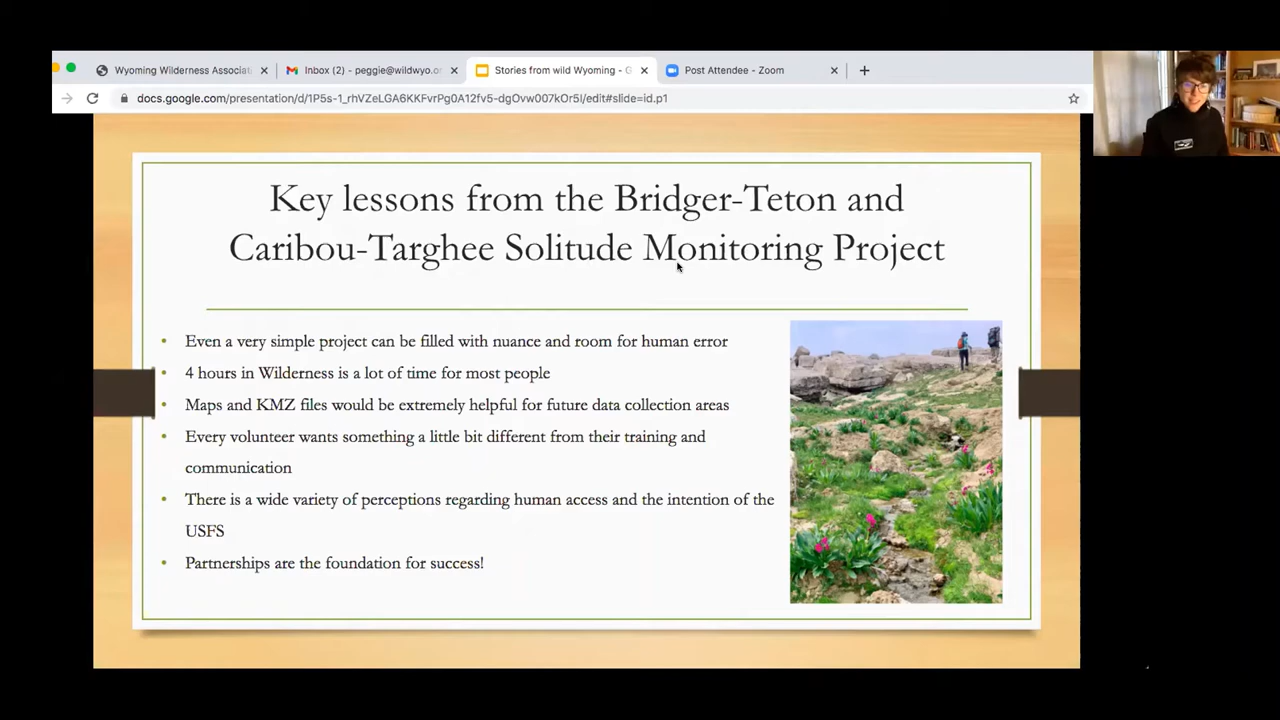 Wyoming Wilderness Associat
Inbox (2) - peggie@wildwyo.or
Stories from wild Wyoming - G
Post Attendee - Zoom
docs.google.com/presentation/d/1P5s-1_rhVZeLGA6KKFvrPg0A12fv5-dgOvw007kOr5I/edit#slide=id.p1
Key lessons from the Bridger-Teton and
Caribou-Targhee Solitude Monitoring Project
• Even a very simple project can be filled with nuance and room for human error
• 4 hours in Wilderness is a lot of time for most people
• Maps and KMZ files would be extremely helpful for future data collection areas
• Every volunteer wants something a little bit different from their training and
communication
• There is a wide variety of perceptions regarding human access and the intention of the
USFS
• Partnerships are the foundation for success!